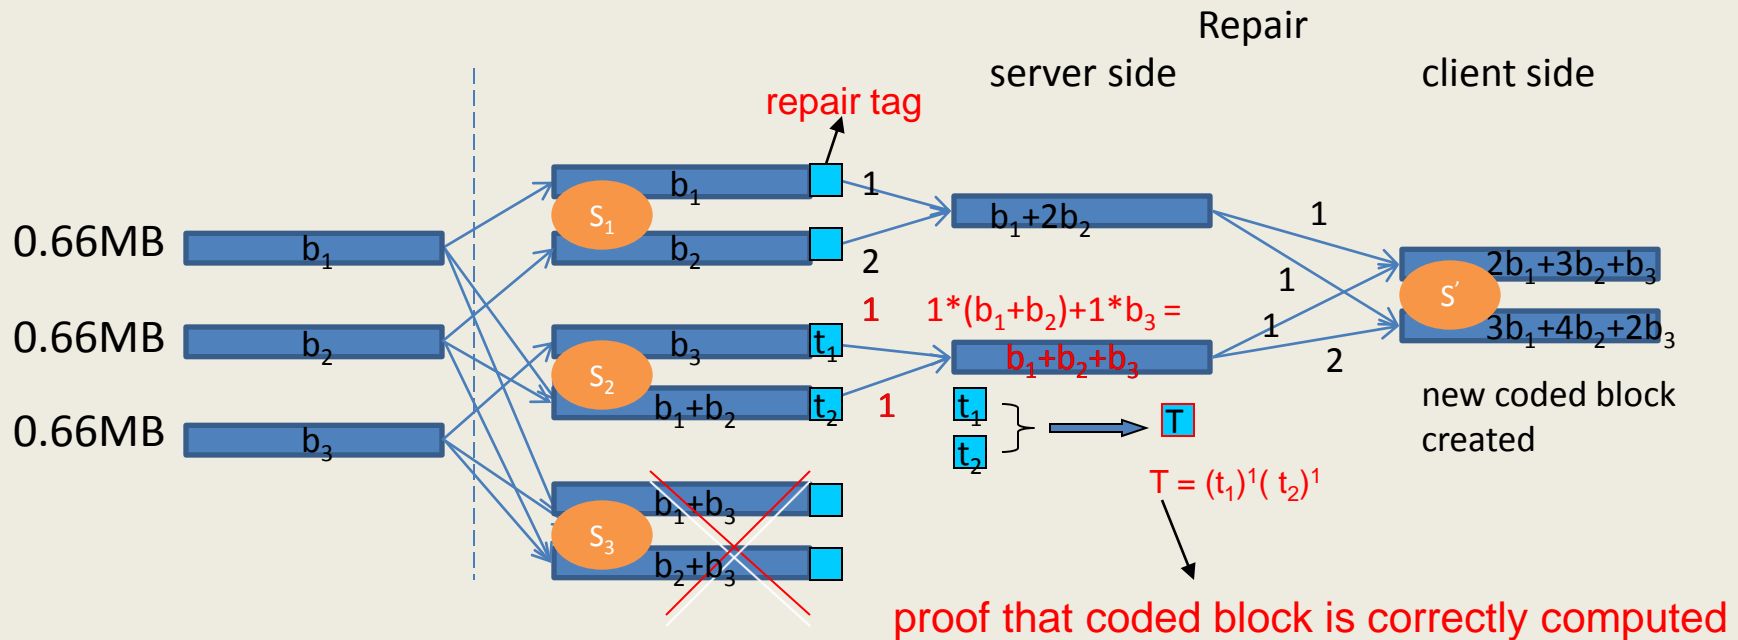 Repair
server side
client side
repair tag
0.66MB
b₁
0.66MB
b₂
0.66MB
b₃
S₁
b₁
b₂
S₂
b₃
t₁
b₁+b₂
t₂
S₃
b₁+b₃
b₂+b₃
1
2
1
1
b₁+2b₂
1*(b₁+b₂)+1*b₃ =
b₁+b₂+b₃
t₁
t₂
T
T = (t₁)¹( t₂)¹
1
1
1
2
S′
2b₁+3b₂+b₃
3b₁+4b₂+2b₃
new coded block
created
proof that coded block is correctly computed